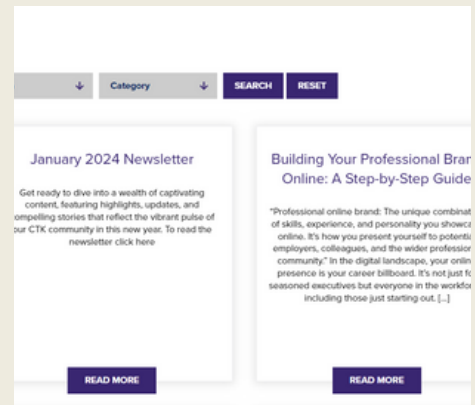 Category
SEARCH
RESET
January 2024 Newsletter
Get ready to dive into a wealth of captivating
content, featuring highlights, updates, and
ompelling stories that reflect the vibrant pulse of
ur CTK community in this new year. To read the
newsletter click here
READ MORE
Building Your Professional Bran
Online: A Step-by-Step Guide
"Professional online brand: The unique combinat
of skills, experience, and personality you showca
online. It's how you present yourself to potentia
employers, colleagues, and the wider profession
community." In the digital landscape, your onlin
presence is your career billboard. It's not just fo
seasoned executives but everyone in the workfor
including those just starting out. [...]
READ MORE